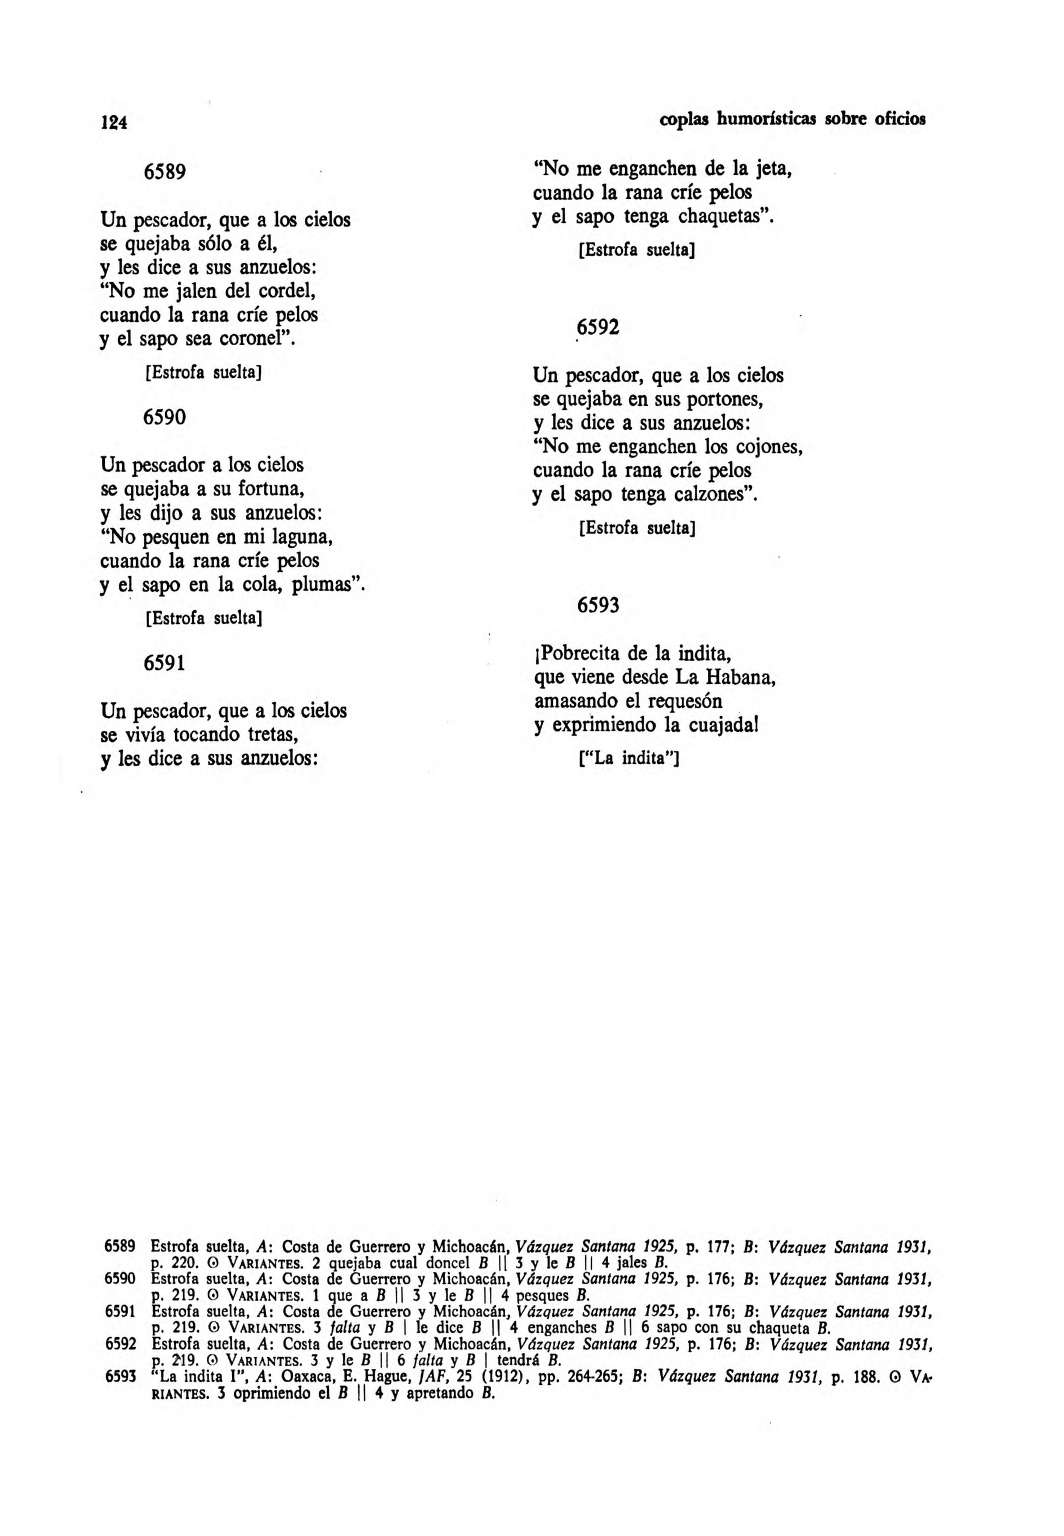 124
coplas humorísticas sobre oficios
6589
Un pescador, que a los cielos
se quejaba sólo a él,
y les dice a sus anzuelos:
“No me jalen del cordel,
cuando la rana críe pelos
y el sapo sea coronel”.
[Estrofa suelta]
6590
Un pescador a los cielos
se quejaba a su fortuna,
y les dijo a sus anzuelos:
“No pesquen en mi laguna,
cuando la rana críe pelos
y el sapo en la cola, plumas”.
[Estrofa suelta]
6591
Un pescador, que a los cielos
se vivía tocando tretas,
y les dice a sus anzuelos:
“No me enganchen de la jeta,
cuando la rana críe pelos
y el sapo tenga chaquetas”.
[Estrofa suelta]
6592
Un pescador, que a los cielos
se quejaba en sus portones,
y les dice a sus anzuelos:
“No me enganchen los cojones,
cuando la rana críe pelos
y el sapo tenga calzones”.
[Estrofa suelta]
6593
¡Pobrecita de la indita,
que viene desde La Habana,
amasando el requesón
y exprimiendo la cuajada!
[“La indita”]
6589 Estrofa suelta, A: Costa de Guerrero y Michoacán, Vázquez Santana 1925, p. 177; B: Vázquez Santana 1931,
p. 220. ⊙ VARIANTES. 2 quejaba cual doncel B || 3 y le B || 4 jales B.
6590 Estrofa suelta, A: Costa de Guerrero y Michoacán, Vázquez Santana 1925, p. 176; B: Vázquez Santana 1931,
p. 219. ⊙ VARIANTES. 1 que a B || 3 y le B || 4 pesques B.
6591 Estrofa suelta, A: Costa de Guerrero y Michoacán, Vázquez Santana 1925, p. 176; B: Vázquez Santana 1931,
p. 219. ⊙ VARIANTES. 3 falta y B | le dice B || 4 enganches B || 6 sapo con su chaqueta B.
6592 Estrofa suelta, A: Costa de Guerrero y Michoacán, Vázquez Santana 1925, p. 176; B: Vázquez Santana 1931,
p. 219. ⊙ VARIANTES. 3 y le B || 6 falta y B | tendrá B.
6593 “La indita I”, A: Oaxaca, E. Hague, JAF, 25 (1912), pp. 264-265; B: Vázquez Santana 1931, p. 188. ⊙ VA-
RIANTES. 3 oprimiendo el B || 4 y apretando B.